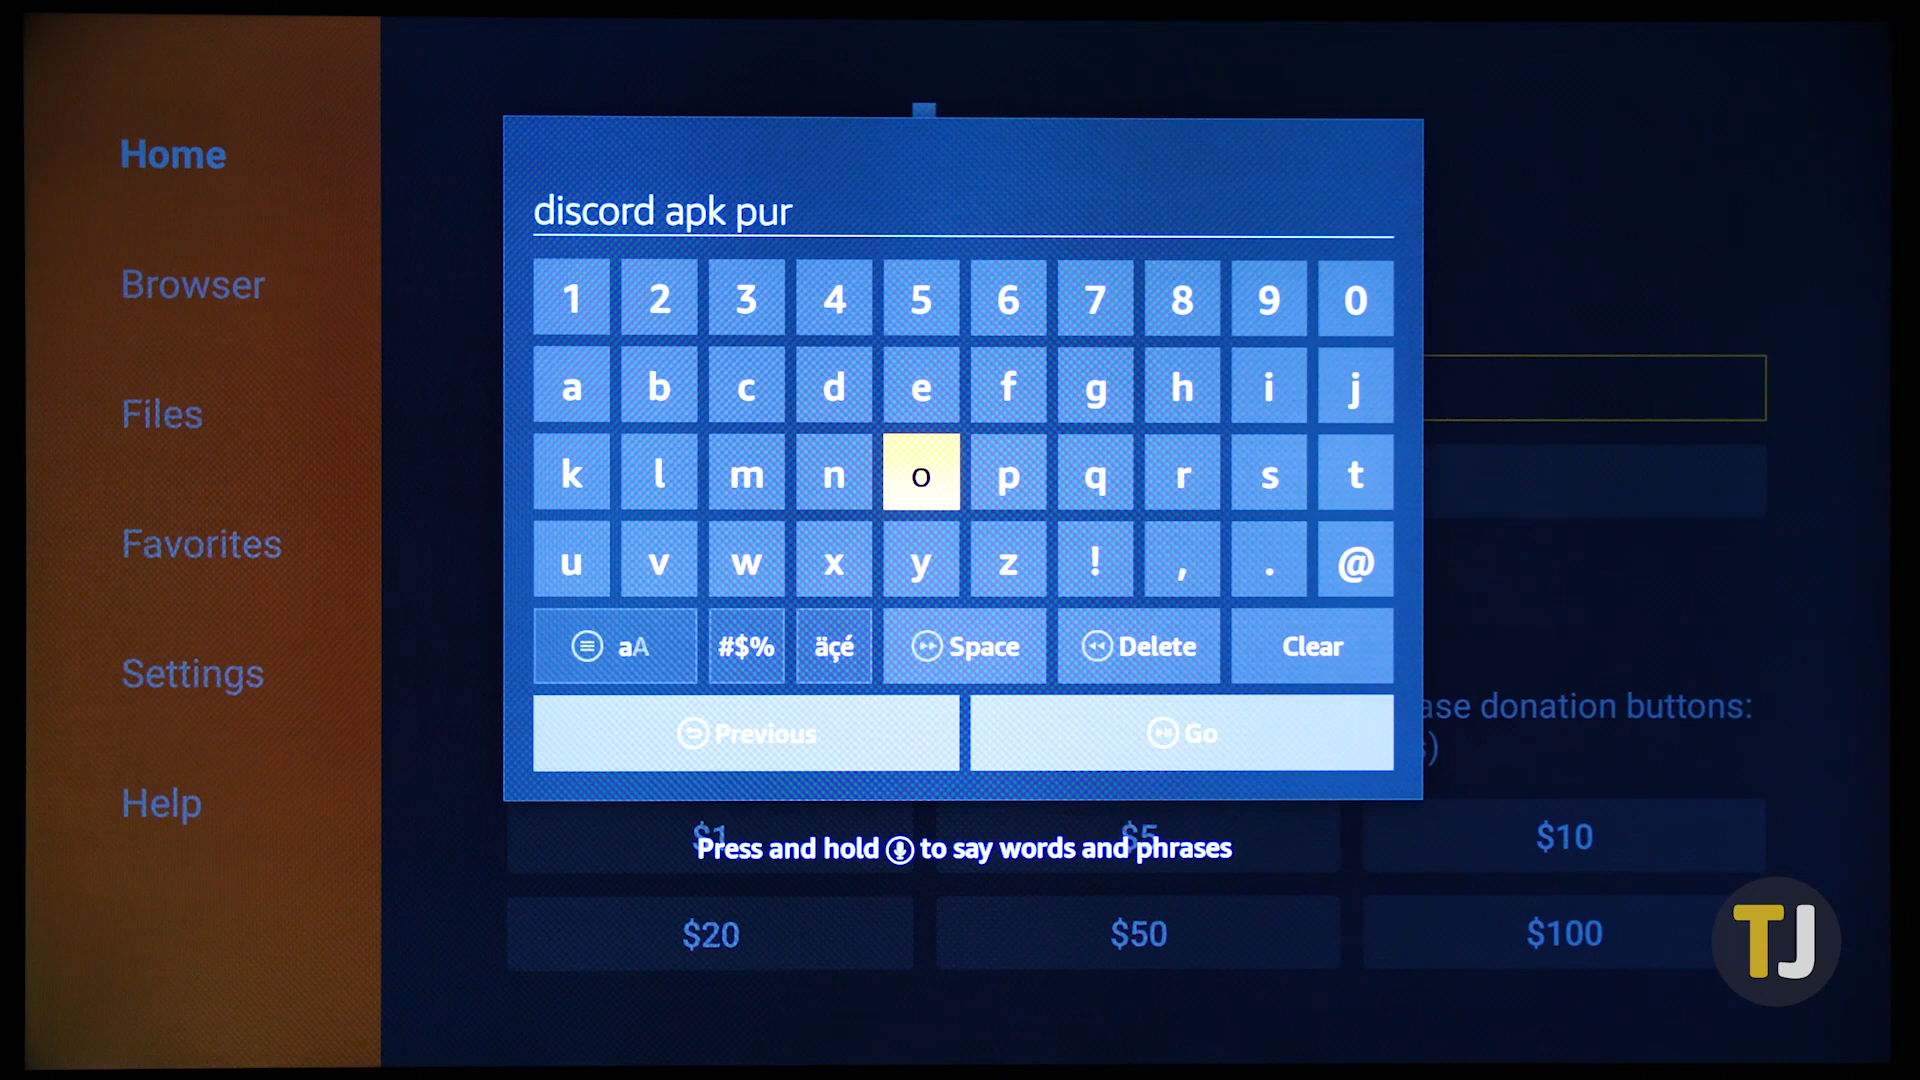 Home
Browser
Files
Favorites
Settings
Help
discord apk pur
1 2 3 4 5 6 7 8 9 0
a b c d e f g h i j
k l m n o p q r s t
u v w x y z ! , . @
aA #$% äçé Space Delete Clear
Previous Go
donation buttons:
Press and hold to say words and phrases
$1 $5 $10
$20 $50 $100
TJ